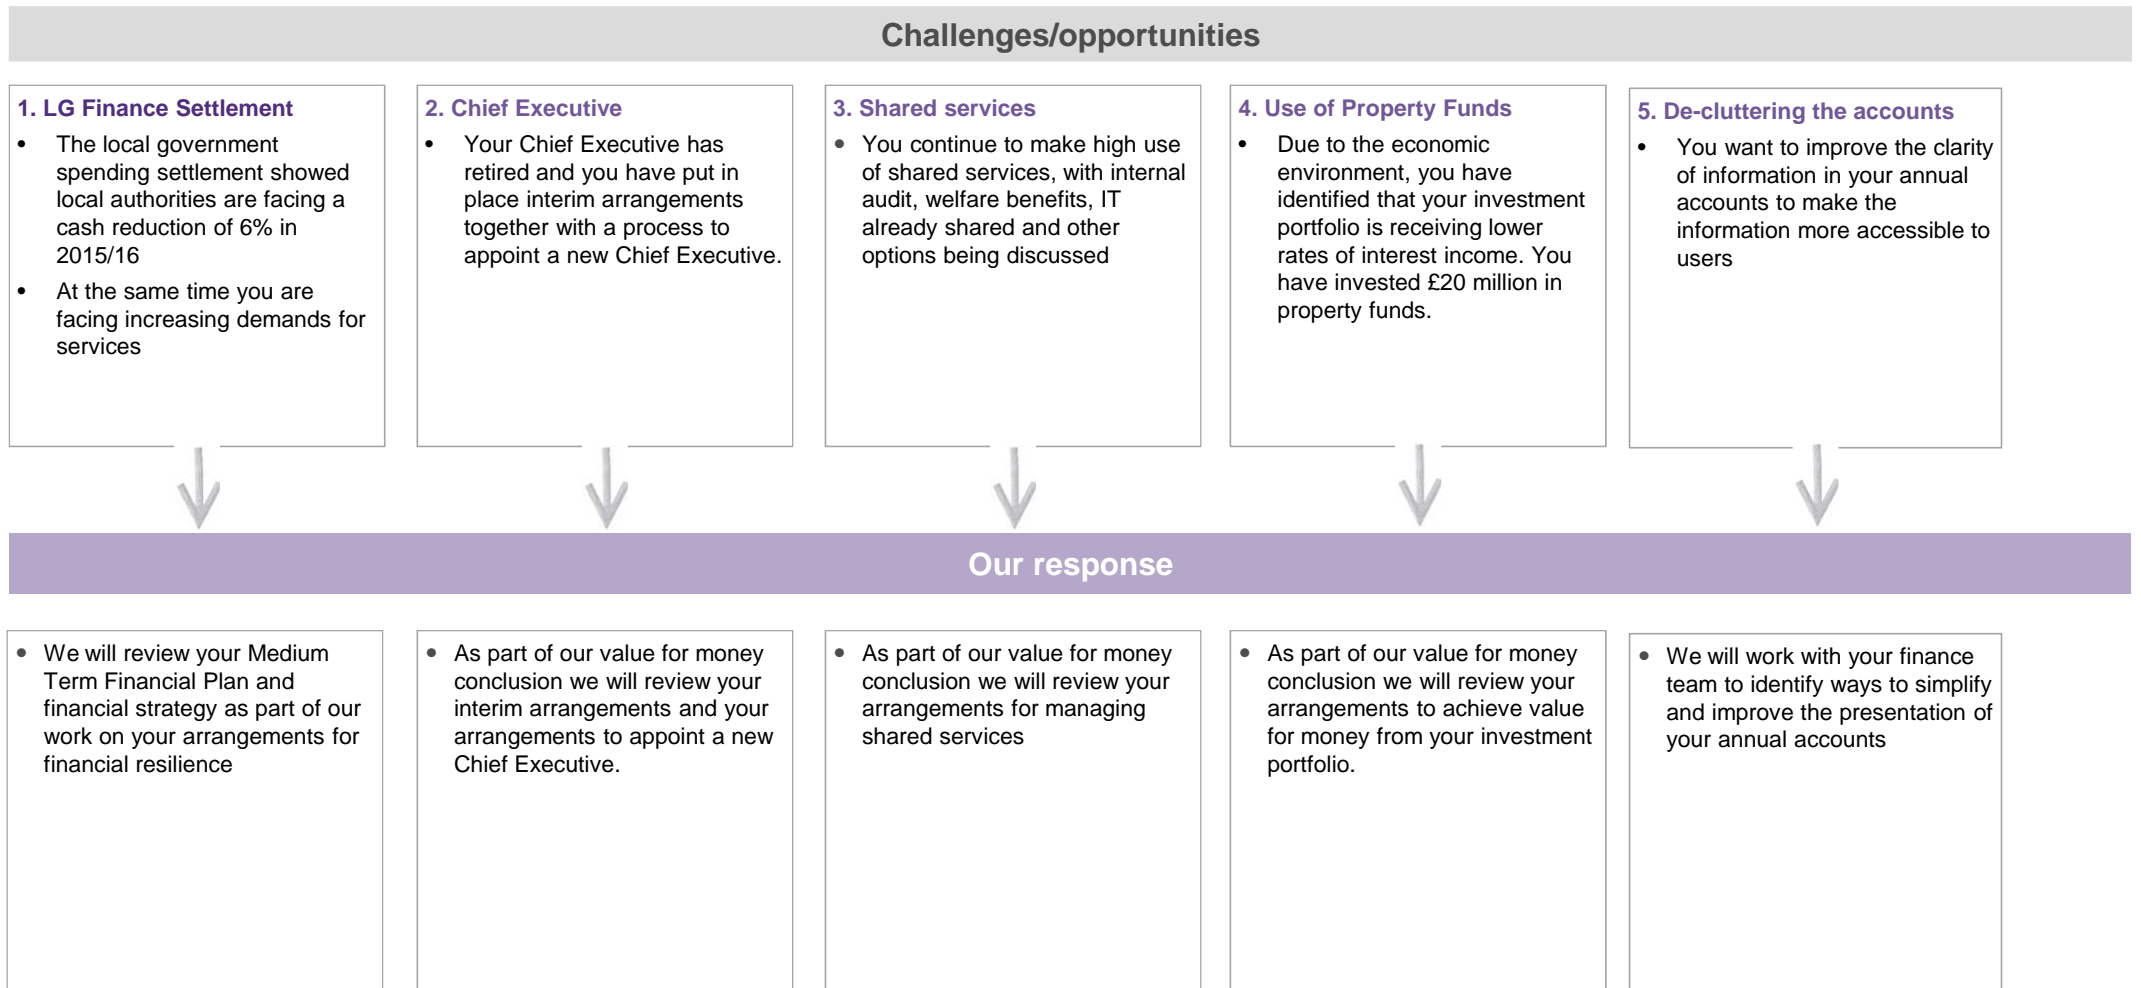 Challenges/opportunities
1. LG Finance Settlement
• The local government
spending settlement showed
local authorities are facing a
cash reduction of 6% in
2015/16
• At the same time you are
facing increasing demands for
services
2. Chief Executive
• Your Chief Executive has
retired and you have put in
place interim arrangements
together with a process to
appoint a new Chief Executive.
3. Shared services
• You continue to make high use
of shared services, with internal
audit, welfare benefits, IT
already shared and other
options being discussed
4. Use of Property Funds
• Due to the economic
environment, you have
identified that your investment
portfolio is receiving lower
rates of interest income. You
have invested £20 million in
property funds.
5. De-cluttering the accounts
• You want to improve the clarity
of information in your annual
accounts to make the
information more accessible to
users
Our response
• We will review your Medium
Term Financial Plan and
financial strategy as part of our
work on your arrangements for
financial resilience
• As part of our value for money
conclusion we will review your
interim arrangements and your
arrangements to appoint a new
Chief Executive.
• As part of our value for money
conclusion we will review your
arrangements for managing
shared services
• As part of our value for money
conclusion we will review your
arrangements to achieve value
for money from your investment
portfolio.
• We will work with your finance
team to identify ways to simplify
and improve the presentation of
your annual accounts